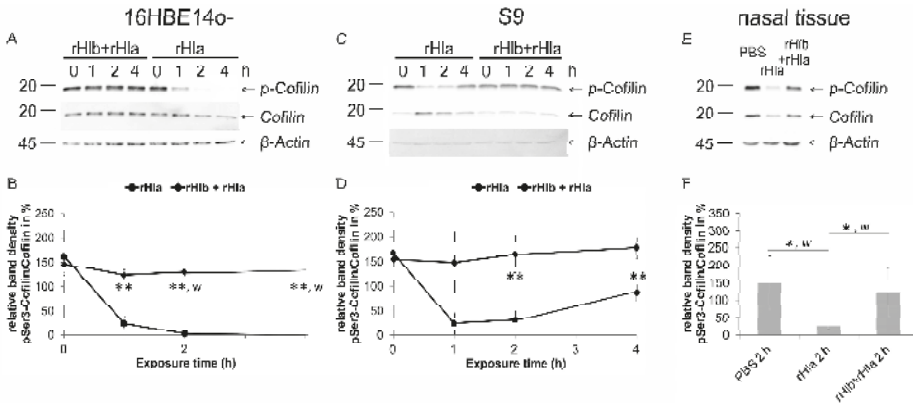 16HBE14o-
S9
nasal tissue
A
rHlb+rHla
rHla
0 1 2 4 0 1 2 4 h
20
p-Cofilin
20
Cofilin
45
β-Actin
C
rHla
rHlb+rHla
0 1 2 4 0 1 2 4 h
20
p-Cofilin
20
Cofilin
45
β-Actin
E
PBS
rHla
rHlb
+rHla
20
p-Cofilin
20
Cofilin
45
β-Actin
B
rHla
rHlb + rHla
relative band density
pSer3-Cofilin/Cofilin in %
250
200
150
100
50
0
**
**, w
**, w
0 2
Exposure time (h)
D
rHla
rHlb + rHla
relative band density
pSer3-Cofilin/Cofilin in %
250
200
150
100
50
0
**
**
0 1 2 3 4
Exposure time (h)
F
relative band density
pSer3-Cofilin/Cofilin in %
350
300
250
200
150
100
50
0
*, w
*, w
PBS 2 h
rHla 2 h
rHlb+rHla 2 h